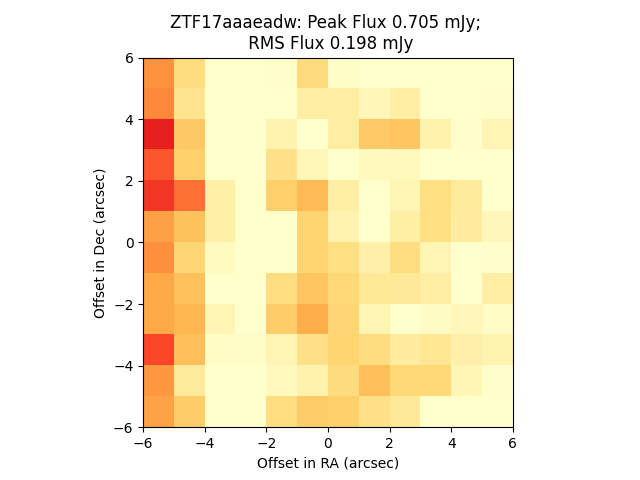 ZTF17aaaeadw: Peak Flux 0.705 mJy;
RMS Flux 0.198 mJy
6
4
2
0
−2
−4
−6
Offset in Dec (arcsec)
−6 −4 −2 0 2 4 6
Offset in RA (arcsec)